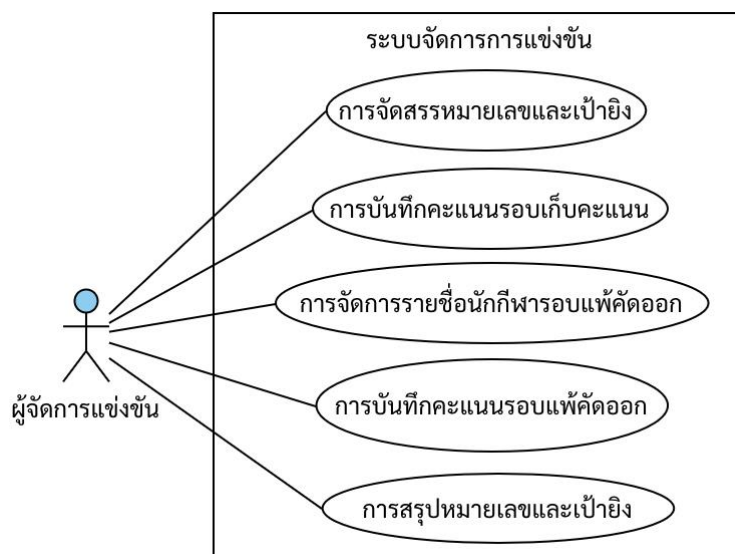 ระบบจัดการการแข่งขัน
การจัดสรรหมายเลขและเป้ายิง
การบันทึกคะแนนรอบเก็บคะแนน
การจัดการรายชื่อนักกีฬารอบแพ้คัดออก
การบันทึกคะแนนรอบแพ้คัดออก
ผู้จัดการแข่งขัน
การสรุปหมายเลขและเป้ายิง